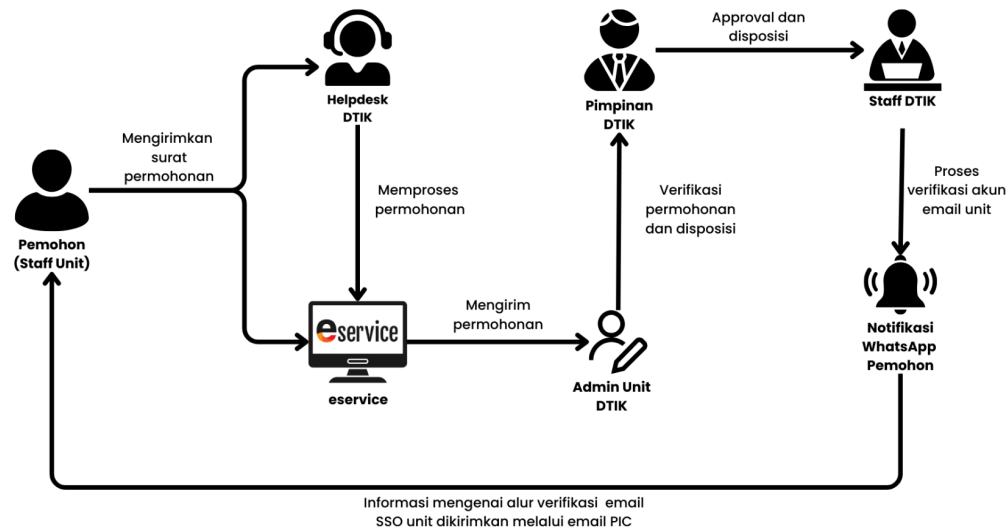 Approval dan
disposisi
Helpdesk
DTIK
Pimpinan
DTIK
Staff DTIK
Mengirimkan
surat
permohonan
Memproses
permohonan
Verifikasi
permohonan
dan disposisi
Proses
verifikasi akun
email unit
Pemohon
(Staff Unit)
eservice
eservice
Mengirim
permohonan
Admin Unit
DTIK
Notifikasi
WhatsApp
Pemohon
Informasi mengenai alur verifikasi email
SSO unit dikirimkan melalui email PIC